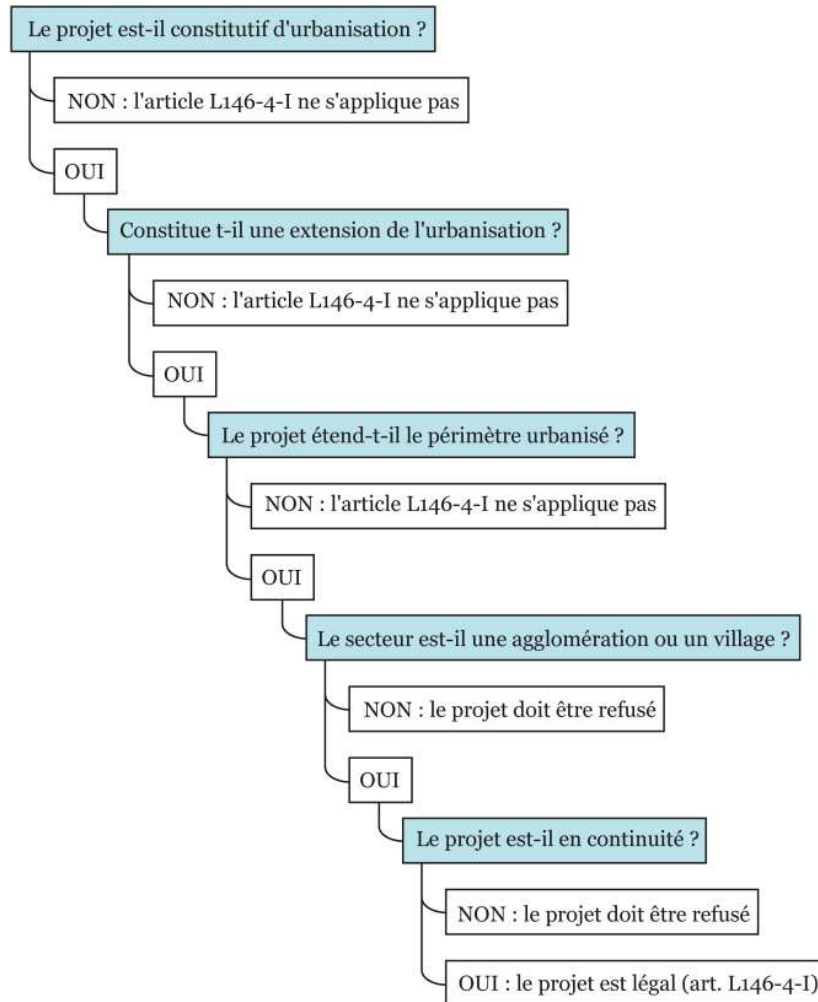 Le projet est-il constitutif d'urbanisation ?
NON : l'article L146-4-I ne s'applique pas
OUI
Constitue t-il une extension de l'urbanisation ?
NON : l'article L146-4-I ne s'applique pas
OUI
Le projet étend-t-il le périmètre urbanisé ?
NON : l'article L146-4-I ne s'applique pas
OUI
Le secteur est-il une agglomération ou un village ?
NON : le projet doit être refusé
OUI
Le projet est-il en continuité ?
NON : le projet doit être refusé
OUI : le projet est légal (art. L146-4-I)